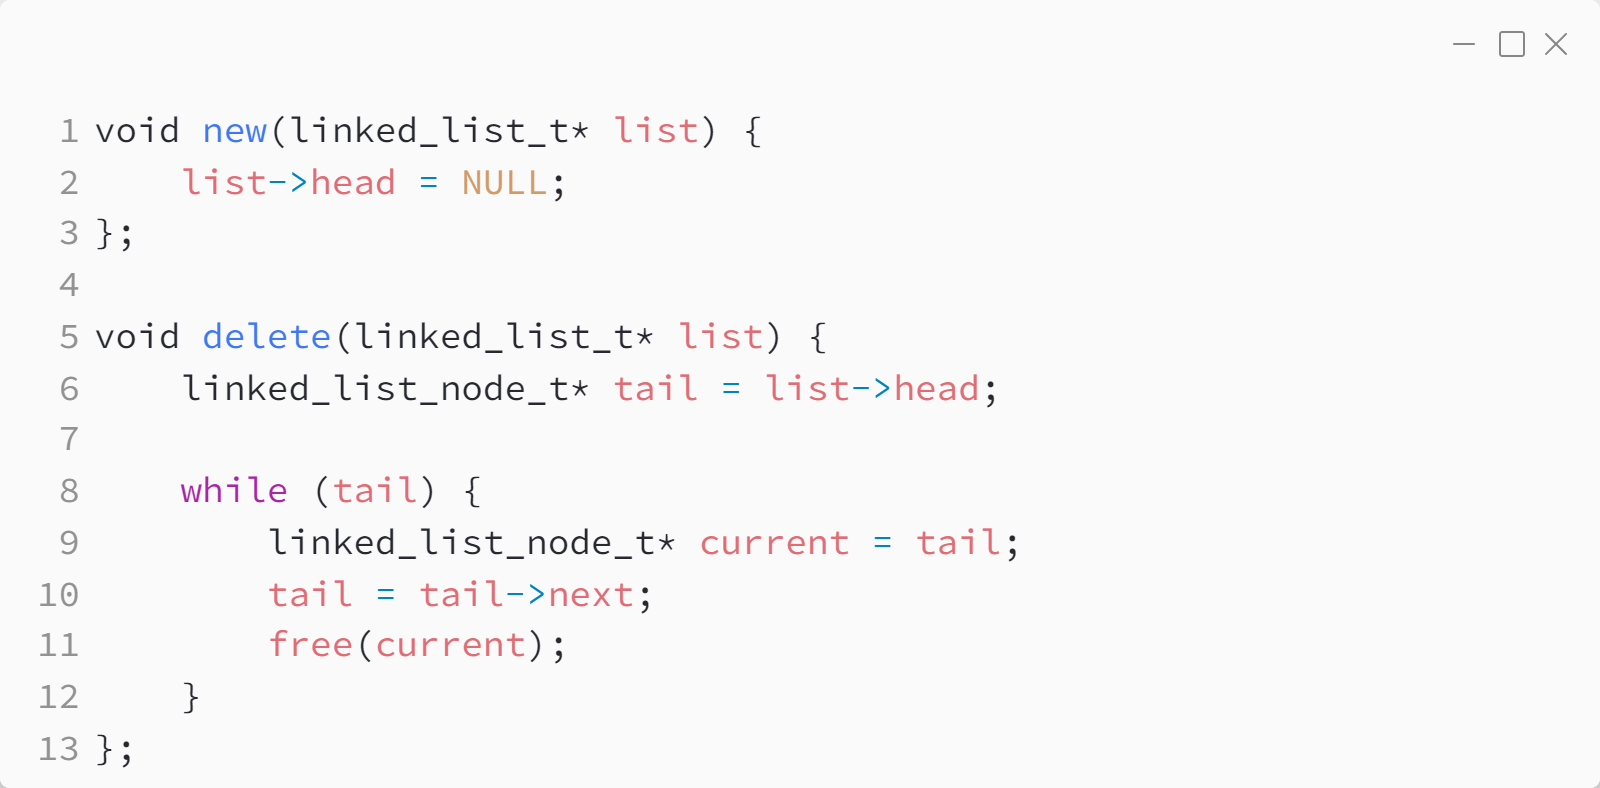 1 void new(linked_list_t* list) {
2     list->head = NULL;
3 };
4
5 void delete(linked_list_t* list) {
6     linked_list_node_t* tail = list->head;
7
8     while (tail) {
9         linked_list_node_t* current = tail;
10         tail = tail->next;
11         free(current);
12     }
13 };